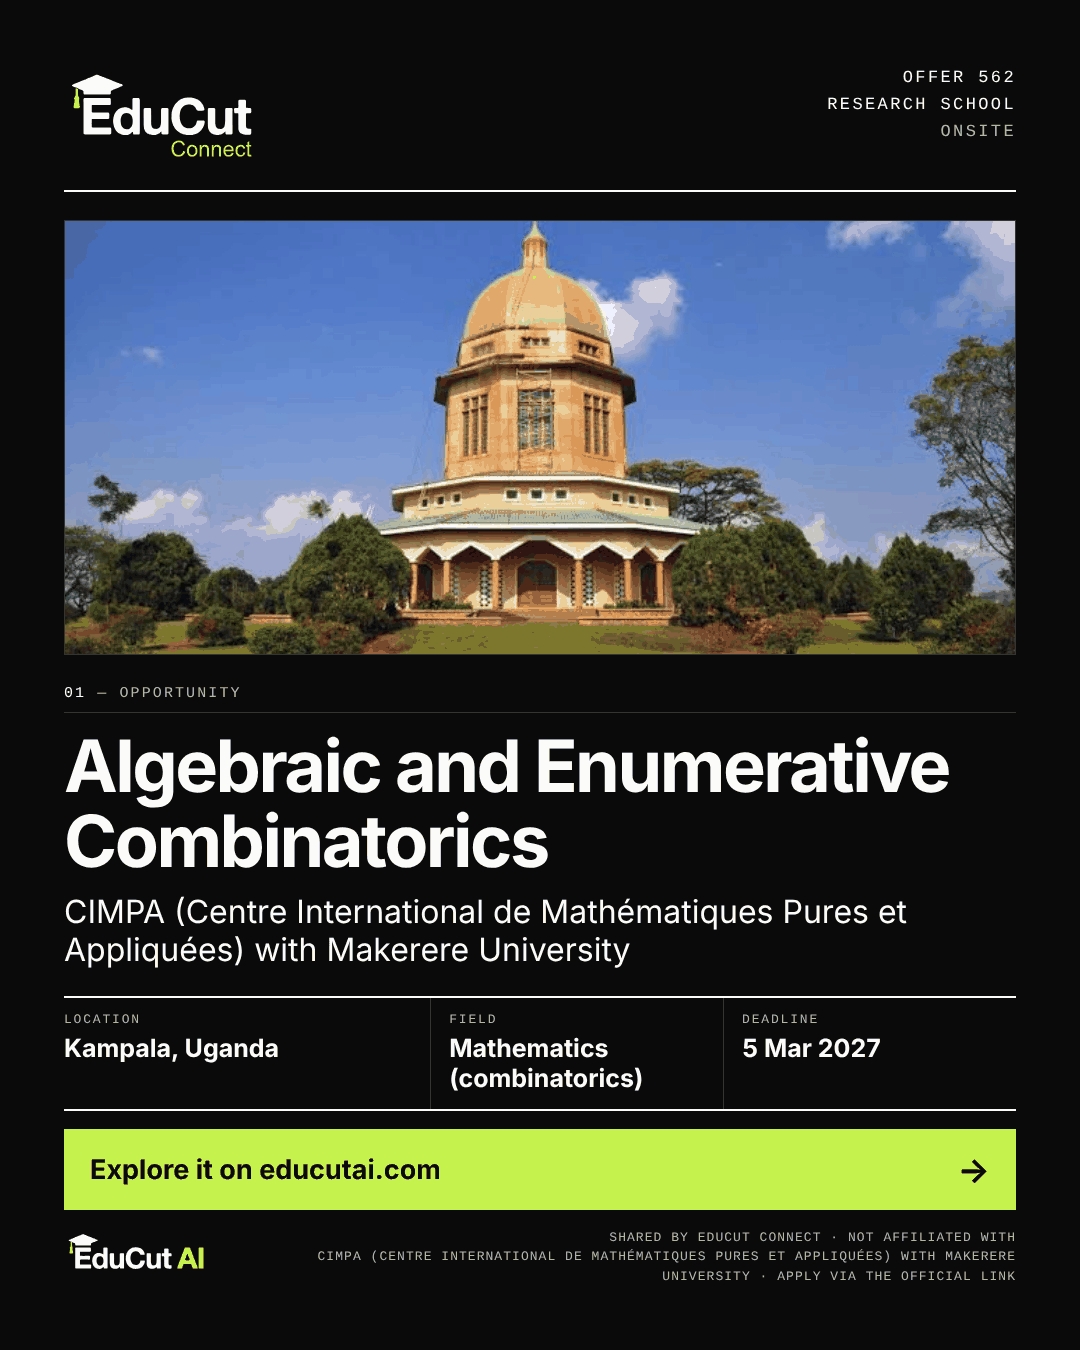 EduCut
Connect
OFFER 562
RESEARCH SCHOOL
ONSITE
01 — OPPORTUNITY
Algebraic and Enumerative
Combinatorics
CIMPA (Centre International de Mathématiques Pures et
Appliquées) with Makerere University
LOCATION
Kampala, Uganda
FIELD
Mathematics
(combinatorics)
DEADLINE
5 Mar 2027
Explore it on educutai.com →
EduCut AI
SHARED BY EDUCUT CONNECT · NOT AFFILIATED WITH
CIMPA (CENTRE INTERNATIONAL DE MATHÉMATIQUES PURES ET APPLIQUÉES) WITH MAKERERE
UNIVERSITY · APPLY VIA THE OFFICIAL LINK